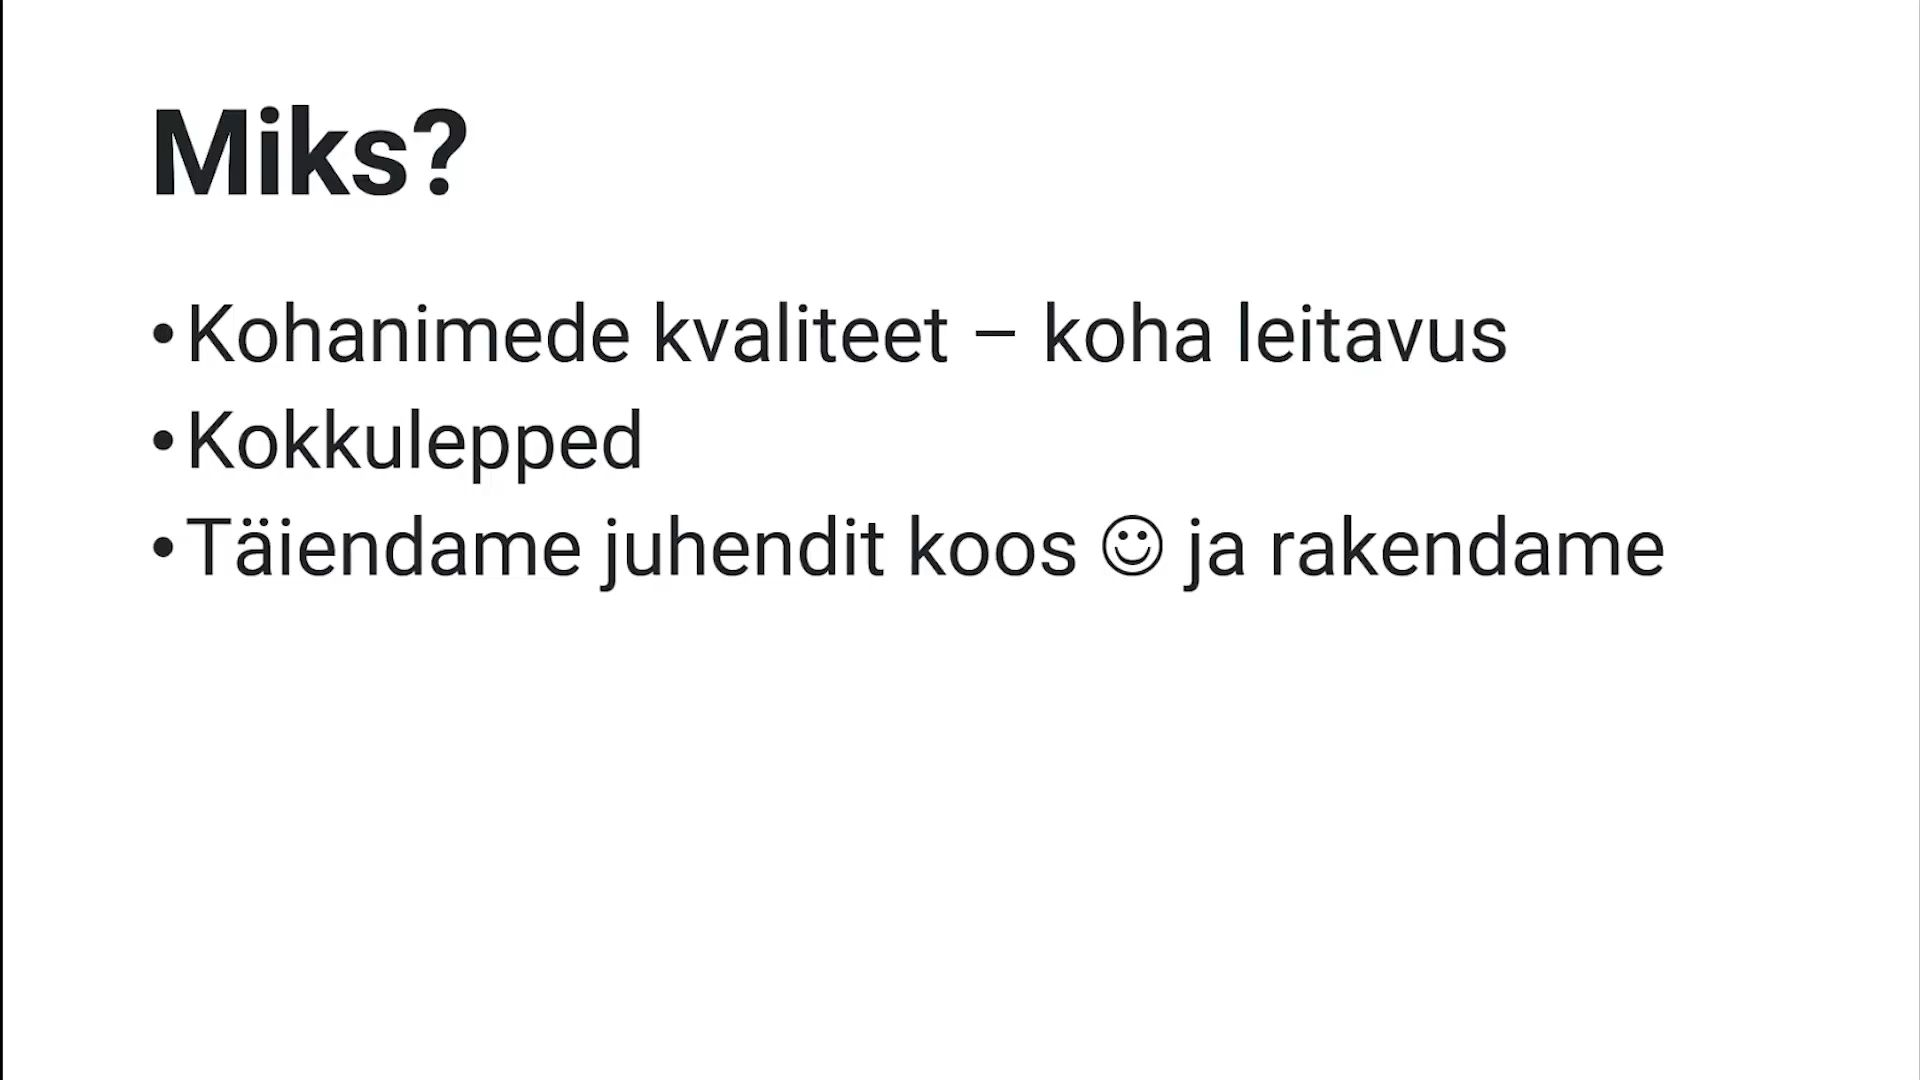 Miks?
•Kohanimede kvaliteet – koha leitavus
•Kokkulepped
•Täiendame juhendit koos ☺ ja rakendame